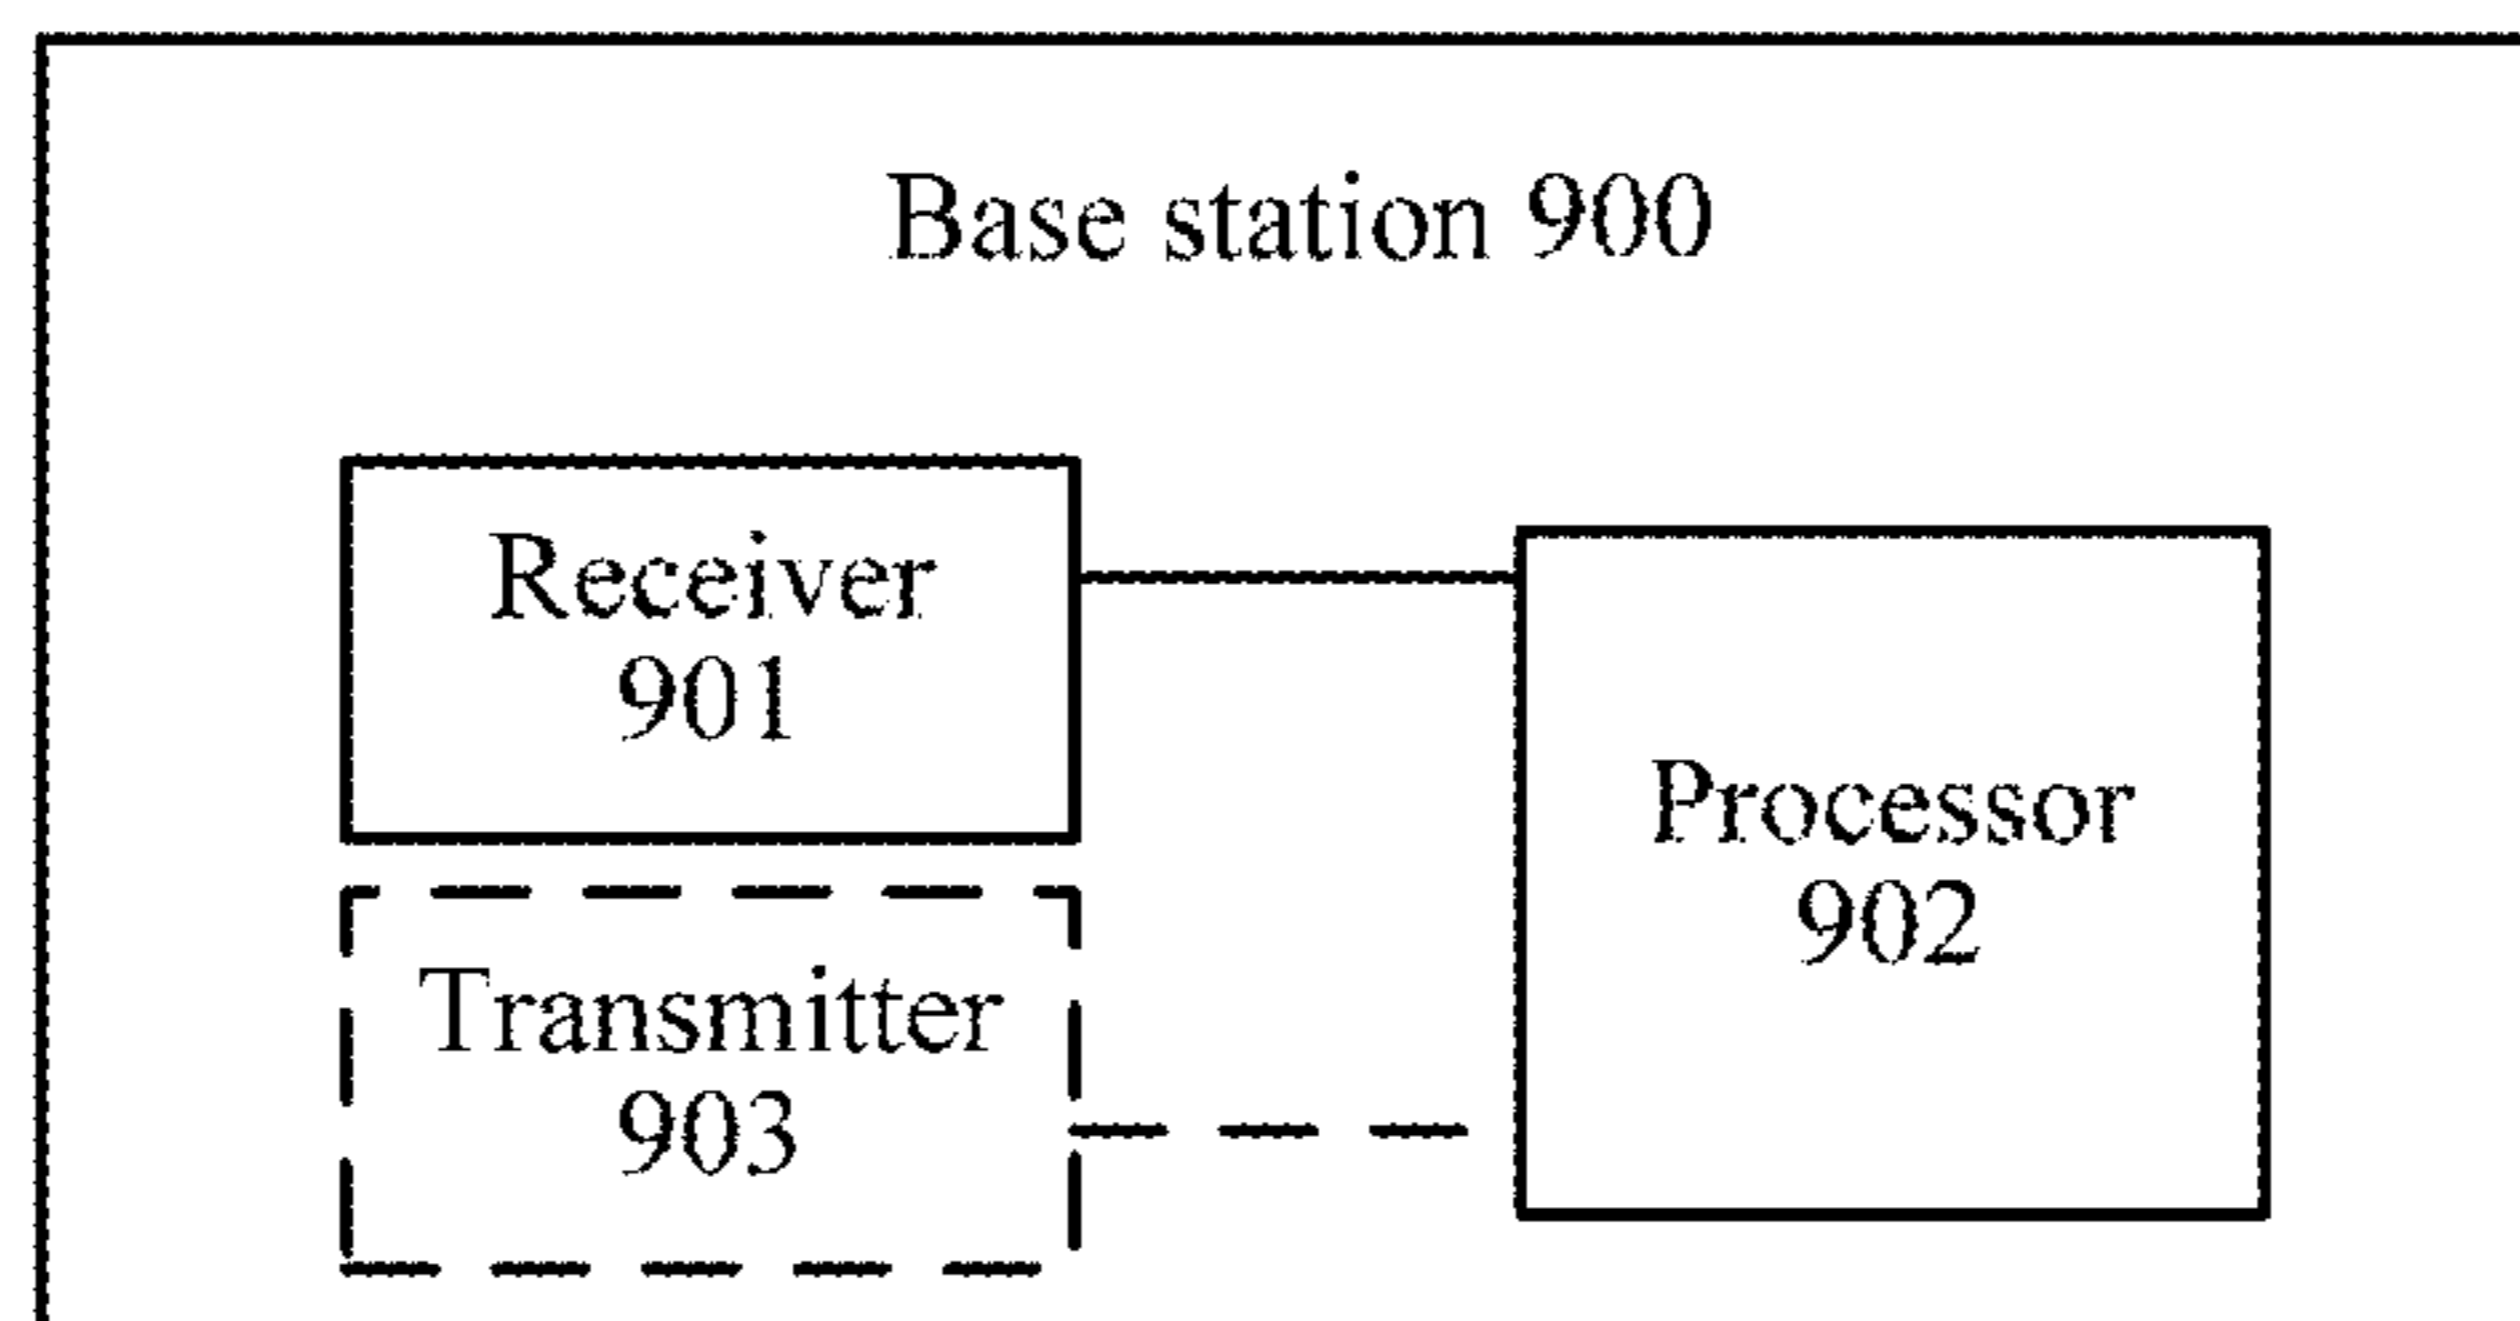 Base station 900
Receiver
901
Processor
902
Transmitter
903